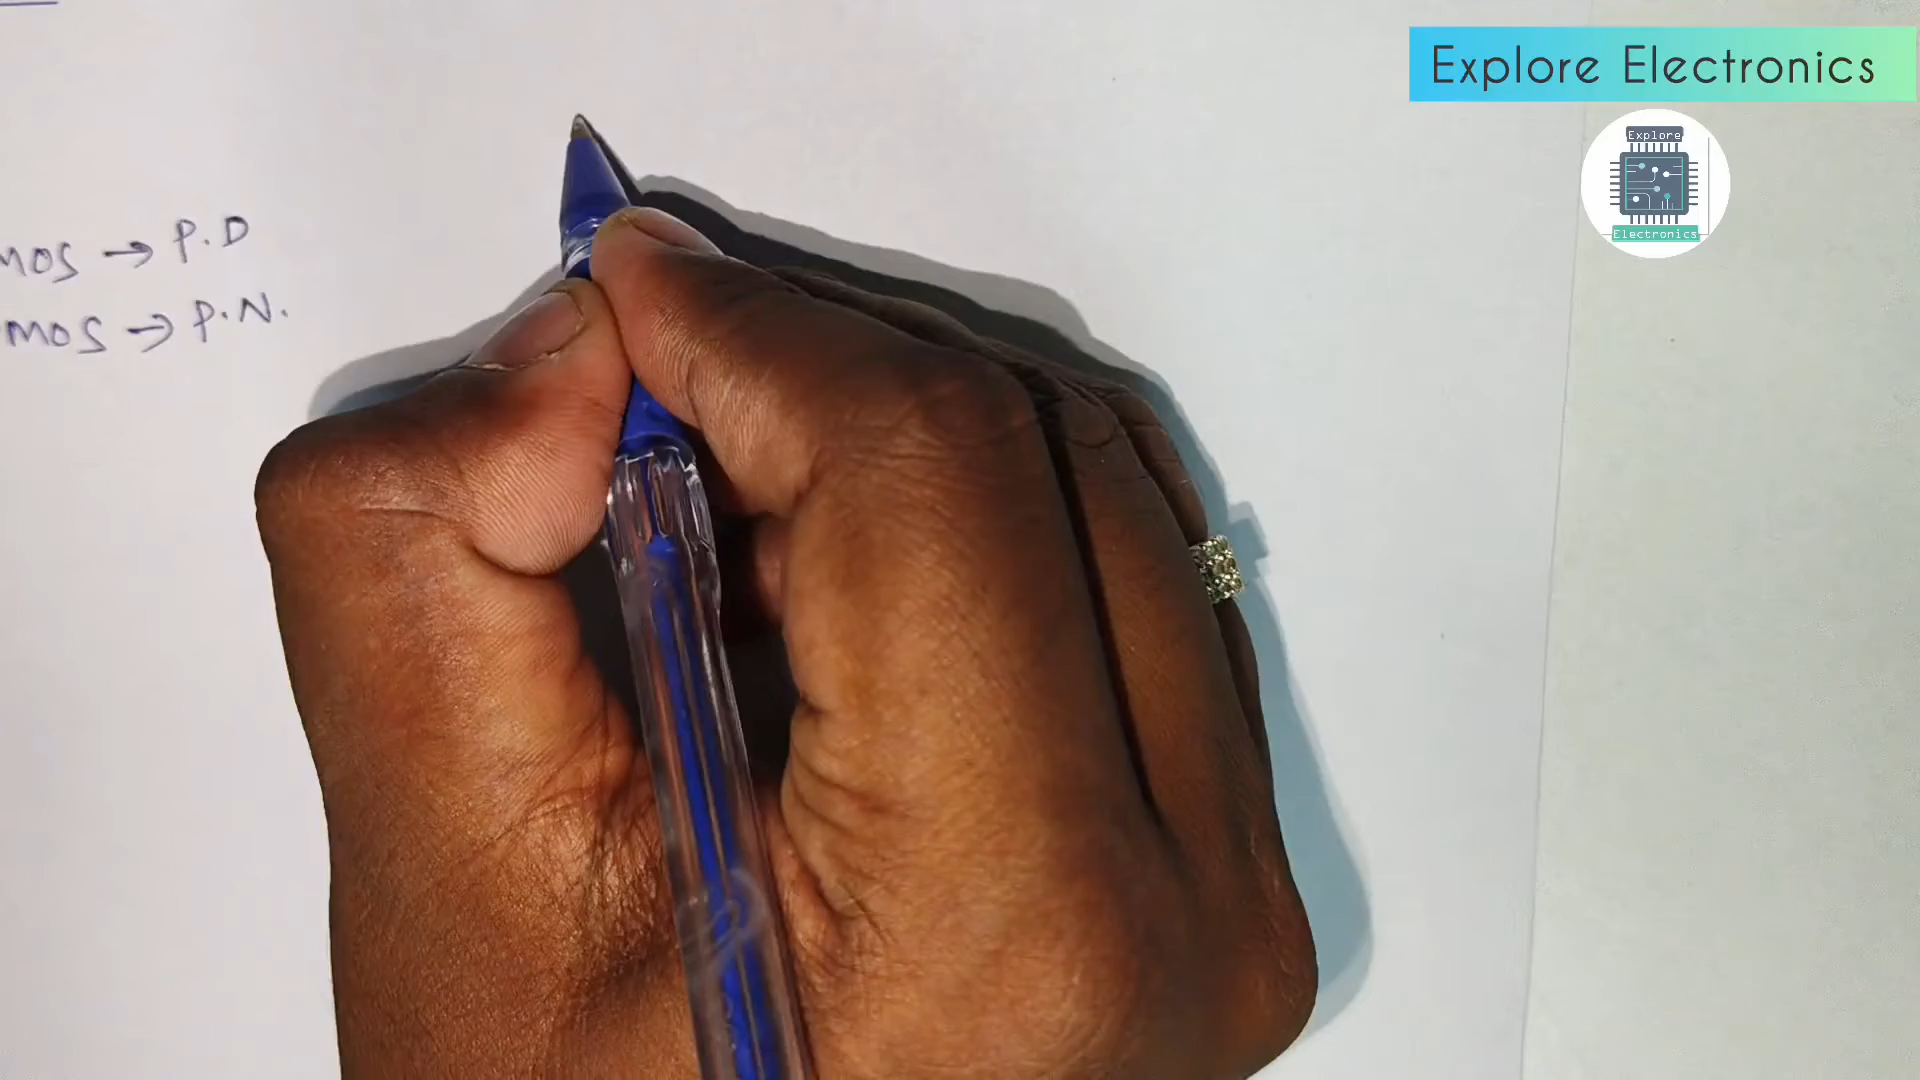 Explore Electronics
Explore
Electronics
MOS → P.D
MOS → P.N.